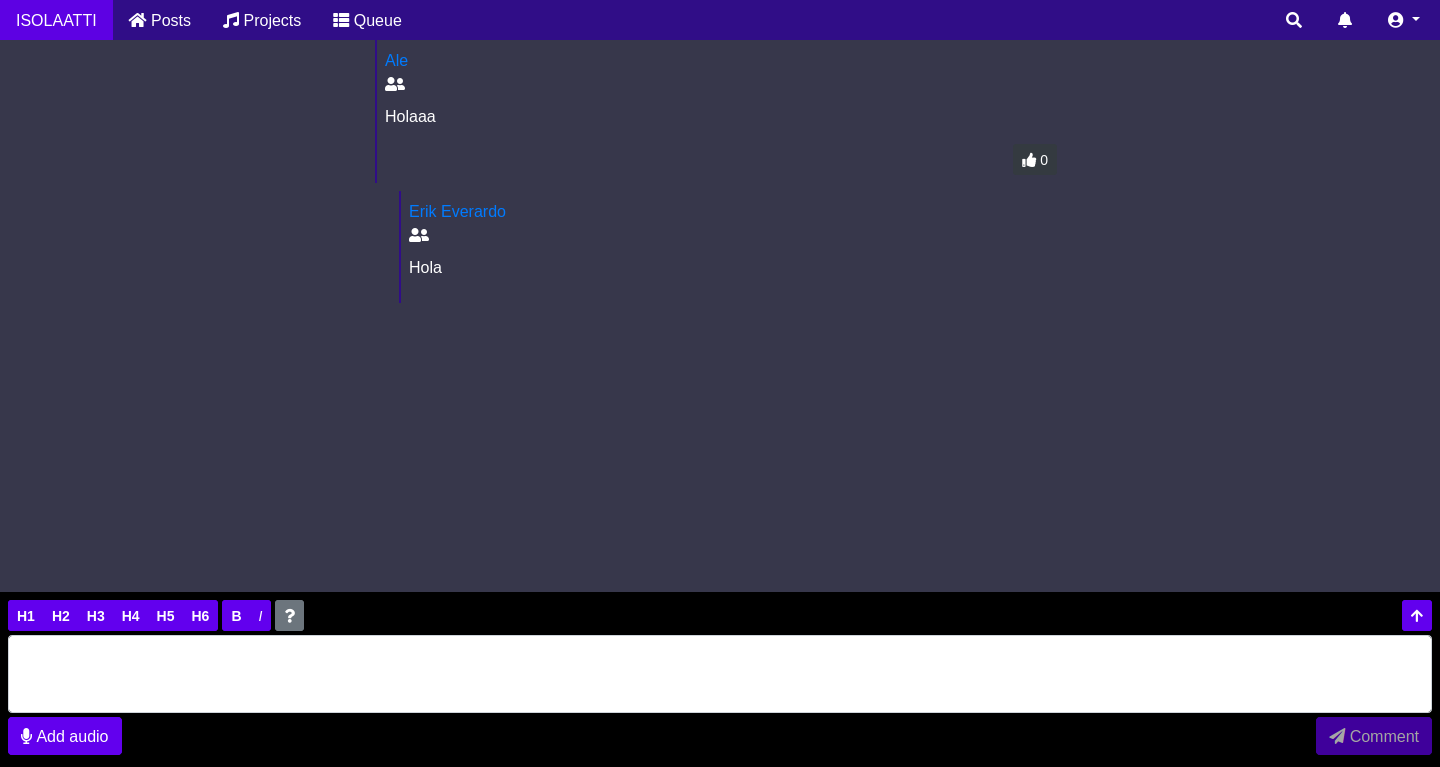 ISOLAATTI Posts Projects Queue
Ale
Holaaa
0
Erik Everardo
Hola
H1 H2 H3 H4 H5 H6 B I ?
Add audio Comment